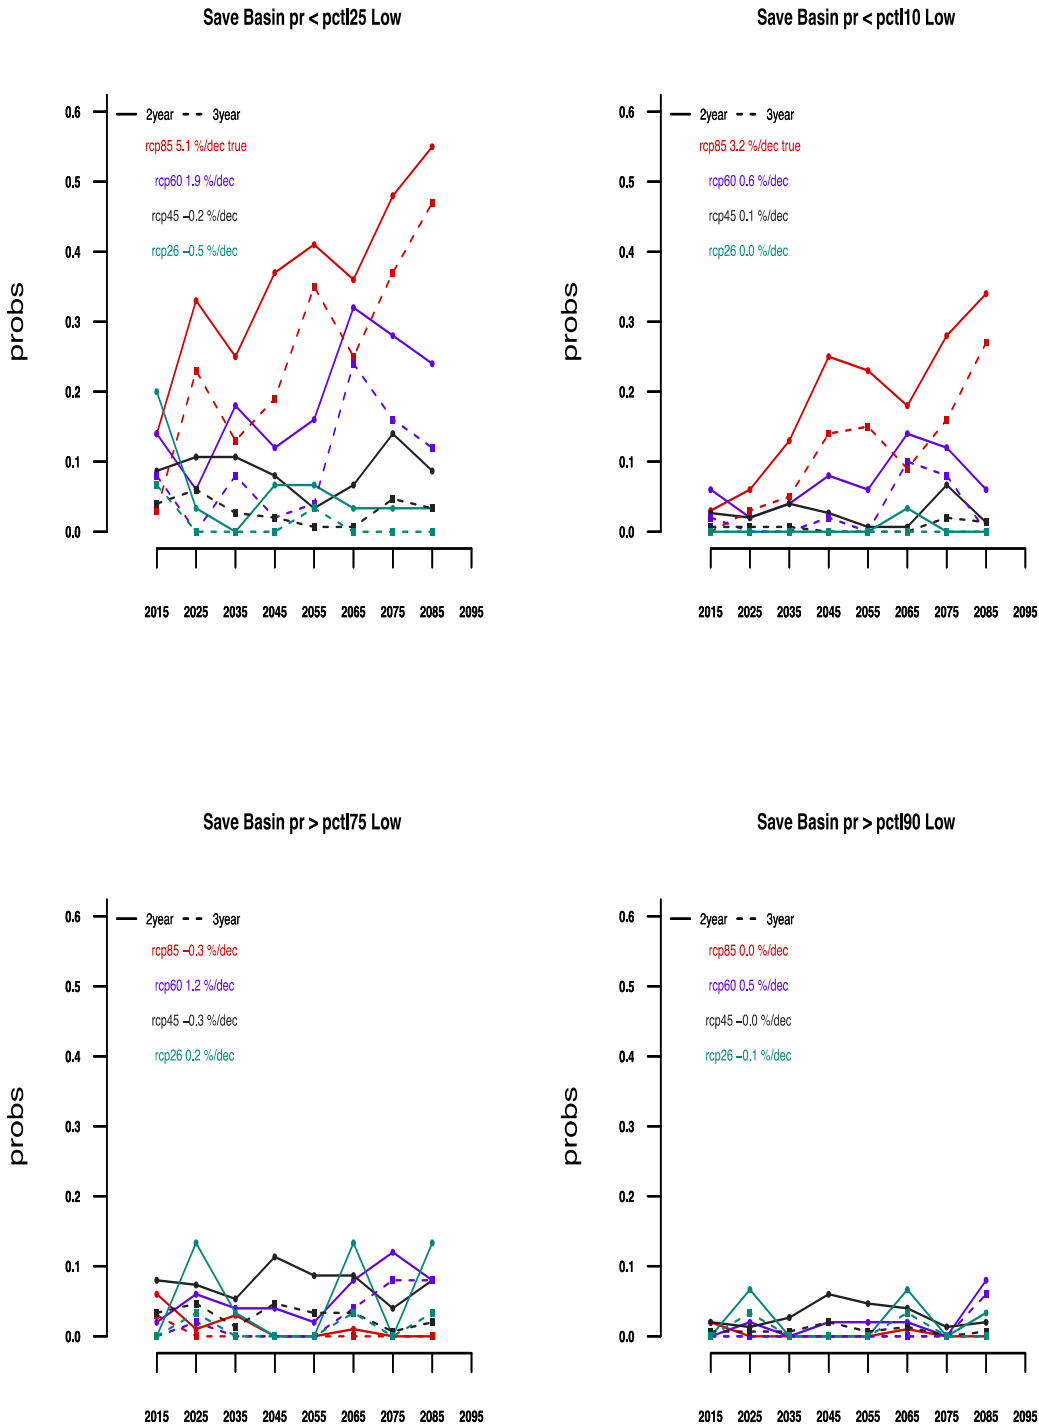 Save Basin pr < pctl25 Low
0.6
0.5
0.4
0.3
0.2
0.1
0.0
probs
2year 3year
rcp85 5.1 %/dec true
rcp60 1.9 %/dec
rcp45 −0.2 %/dec
rcp26 −0.5 %/dec
2015 2025 2035 2045 2055 2065 2075 2085 2095
Save Basin pr < pctl10 Low
0.6
0.5
0.4
0.3
0.2
0.1
0.0
probs
2year 3year
rcp85 3.2 %/dec true
rcp60 0.6 %/dec
rcp45 0.1 %/dec
rcp26 0.0 %/dec
2015 2025 2035 2045 2055 2065 2075 2085 2095
Save Basin pr > pctl75 Low
0.6
0.5
0.4
0.3
0.2
0.1
0.0
probs
2year 3year
rcp85 −0.3 %/dec
rcp60 1.2 %/dec
rcp45 −0.3 %/dec
rcp26 0.2 %/dec
2015 2025 2035 2045 2055 2065 2075 2085 2095
Save Basin pr > pctl90 Low
0.6
0.5
0.4
0.3
0.2
0.1
0.0
probs
2year 3year
rcp85 0.0 %/dec
rcp60 0.5 %/dec
rcp45 −0.0 %/dec
rcp26 −0.1 %/dec
2015 2025 2035 2045 2055 2065 2075 2085 2095